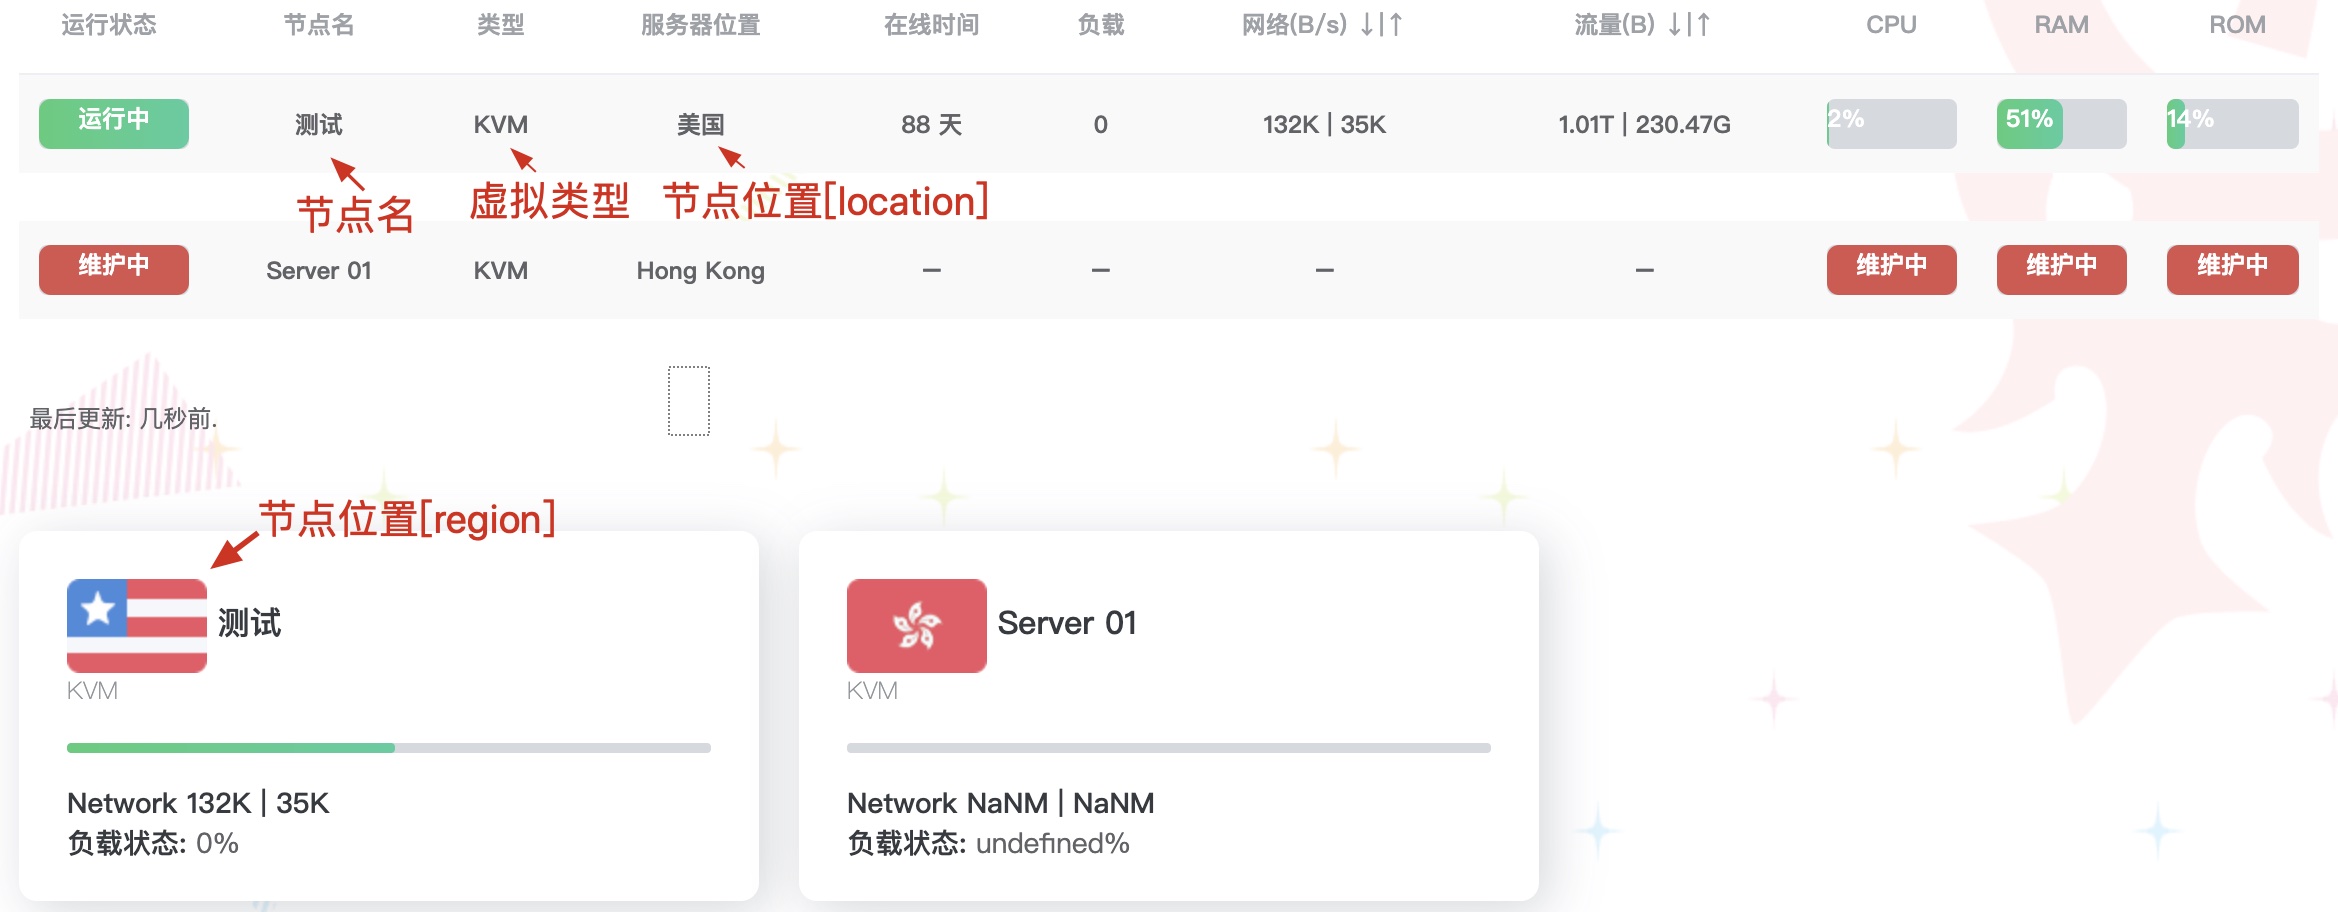 运行状态 节点名 类型 服务器位置 在线时间 负载 网络(B/s) ↓|↑ 流量(B) ↓|↑ CPU RAM ROM
运行中 测试 KVM 美国 88 天 0 132K | 35K 1.01T | 230.47G 2% 51% 14%
节点名 虚拟类型 节点位置[location]
维护中 Server 01 KVM Hong Kong – – – – 维护中 维护中 维护中
最后更新: 几秒前.
节点位置[region]
测试
KVM
Network 132K | 35K
负载状态: 0%
Server 01
KVM
Network NaNM | NaNM
负载状态: undefined%